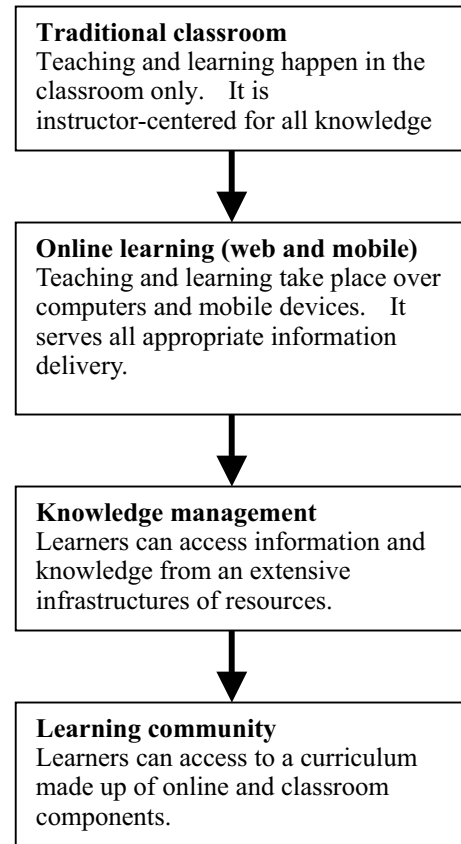 Traditional classroom
Teaching and learning happen in the
classroom only. It is
instructor-centered for all knowledge
Online learning (web and mobile)
Teaching and learning take place over
computers and mobile devices. It
serves all appropriate information
delivery.
Knowledge management
Learners can access information and
knowledge from an extensive
infrastructures of resources.
Learning community
Learners can access to a curriculum
made up of online and classroom
components.